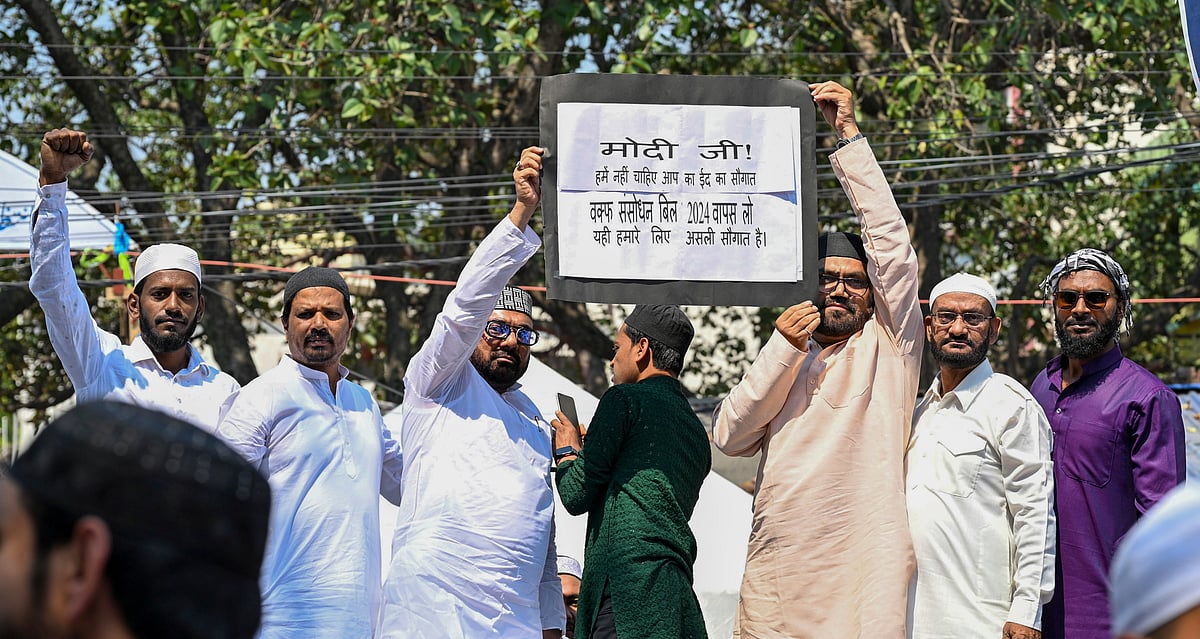 मोदी जी!
हमें नहीं चाहिए आप का ईद का सौगात
वक्फ संसोधन बिल 2024 वापस लो
यही हमारे लिए असली सौगात है।